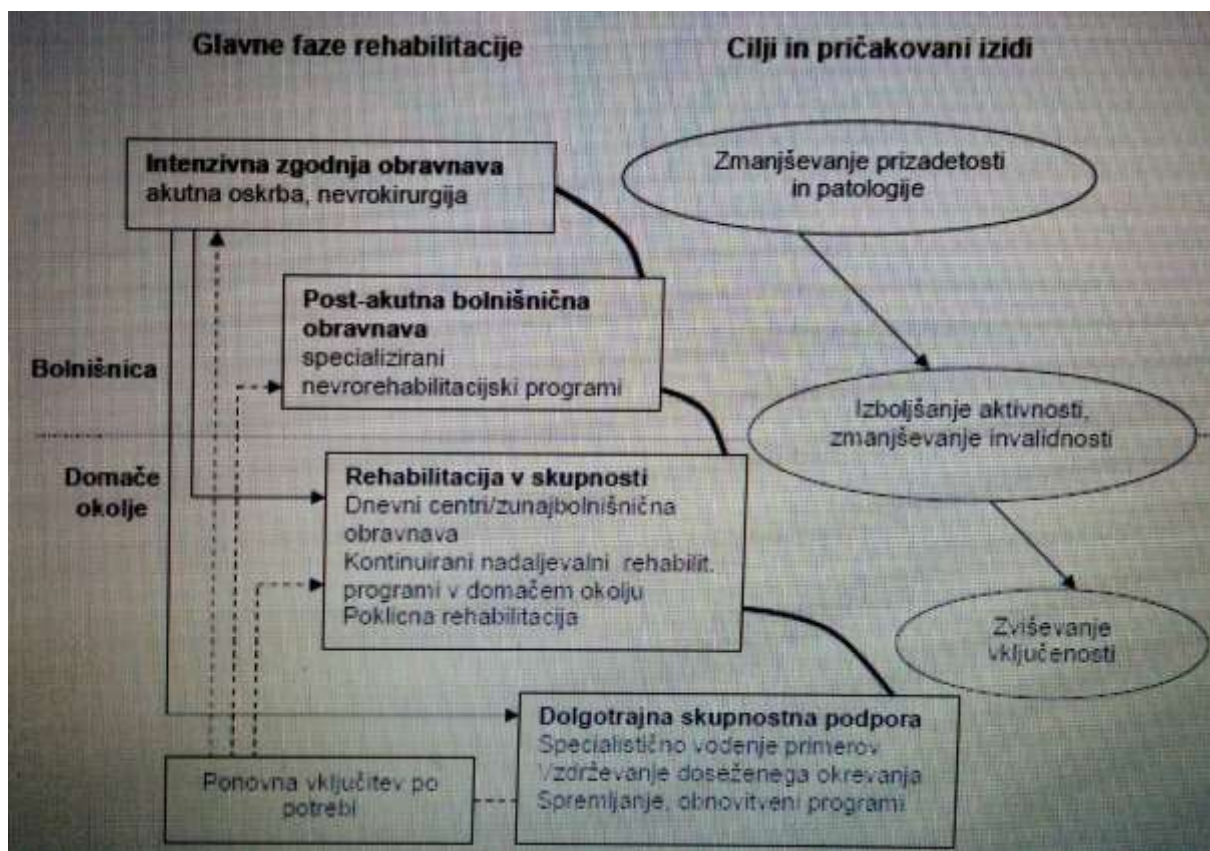 Glavne faze rehabilitacije
Cilji in pričakovani izidi
Intenzivna zgodnja obravnava
akutna oskrba, nevrokirurgija
Zmanjševanje prizadetosti
in patologije
Post-akutna bolnišnična
obravnava
specializirani
nevrorehabilitacijski programi
Bolnišnica
Izboljšanje aktivnosti,
zmanjševanje invalidnosti
Domače
okolje
Rehabilitacija v skupnosti
Dnevni centri/zunajbolnišnična
obravnava
Kontinuirani nadaljevalni rehabilit.
programi v domačem okolju
Poklicna rehabilitacija
Zviševanje
vključenosti
Dolgotrajna skupnostna podpora
Specialistično vodenje primerov
Vzdrževanje doseženega okrevanja
Spremljanje, obnovitveni programi
Ponovna vključitev po
potrebi